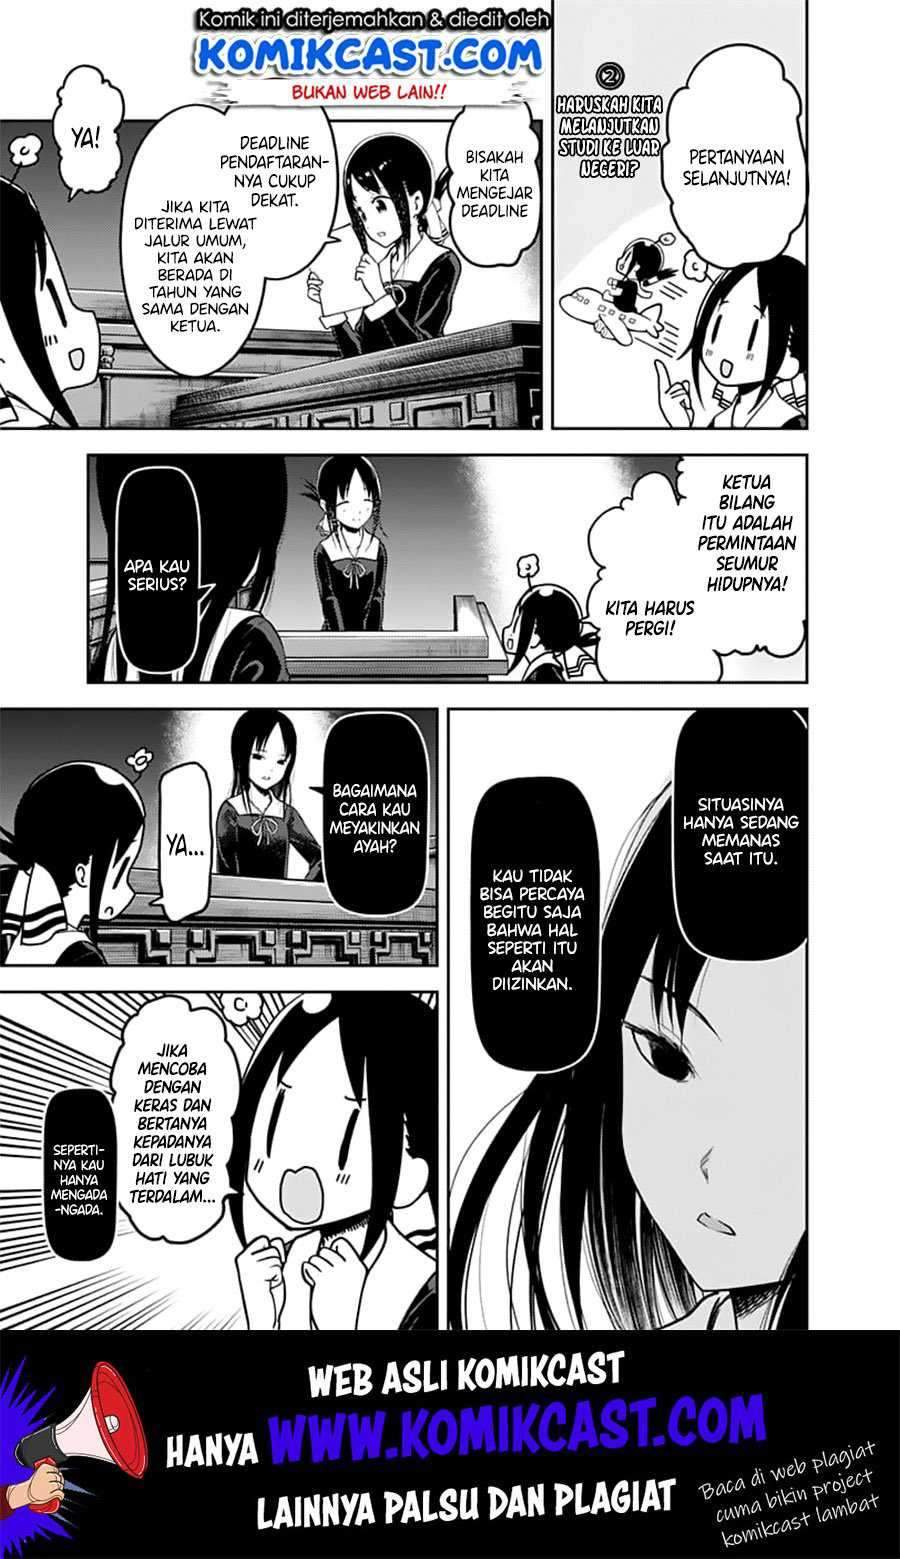 Komik ini diterjemahkan & diedit oleh
KOMIKCAST.COM
BUKAN WEB LAIN!!
PERTANYAAN
SELANJUTNYA!
②
HARUSKAH KITA
MELANJUTKAN
STUDI KE LUAR
NEGERI?
BISAKAH
KITA
MENGEJAR
DEADLINE
DEADLINE
PENDAFTARAN-
NYA CUKUP
DEKAT.
JIKA KITA
DITERIMA LEWAT
JALUR UMUM,
KITA AKAN
BERADA DI
TAHUN YANG
SAMA DENGAN
KETUA.
YA!
KETUA
BILANG
ITU ADALAH
PERMINTAAN
SEUMUR
HIDUPNYA!
KITA HARUS
PERGI!
APA KAU
SERIUS?
SITUASINYA
HANYA SEDANG
MEMANAS
SAAT ITU.
KAU TIDAK
BISA PERCAYA
BEGITU SAJA
BAHWA HAL
SEPERTI ITU
AKAN
DIIZINKAN.
BAGAIMANA
CARA KAU
MEYAKINKAN
AYAH?
YA...
JIKA
MENCOBA
DENGAN
KERAS DAN
BERTANYA
KEPADANYA
DARI LUBUK
HATI YANG
TERDALAM...
SEPERTI-
NYA KAU
HANYA
MENGADA
-NGADA.
WEB ASLI KOMIKCAST
HANYA WWW.KOMIKCAST.COM
LAINNYA PALSU DAN PLAGIAT
Baca di web plagiat
cuma bikin project
komikcast lambat